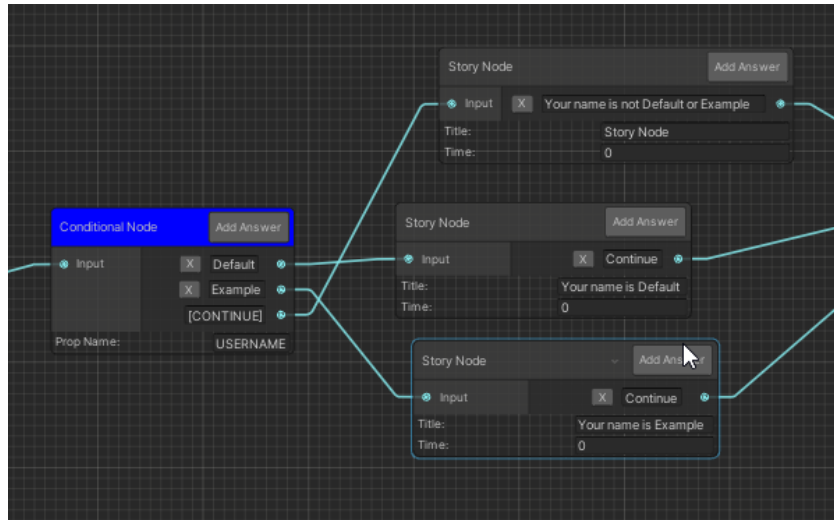 Story Node Add Answer
Input X Your name is not Default or Example
Title: Story Node
Time: 0
Conditional Node Add Answer
Input X Default
X Example
[CONTINUE]
Prop Name: USERNAME
Story Node Add Answer
Input X Continue
Title: Your name is Default
Time: 0
Story Node Add Answer
Input X Continue
Title: Your name is Example
Time: 0